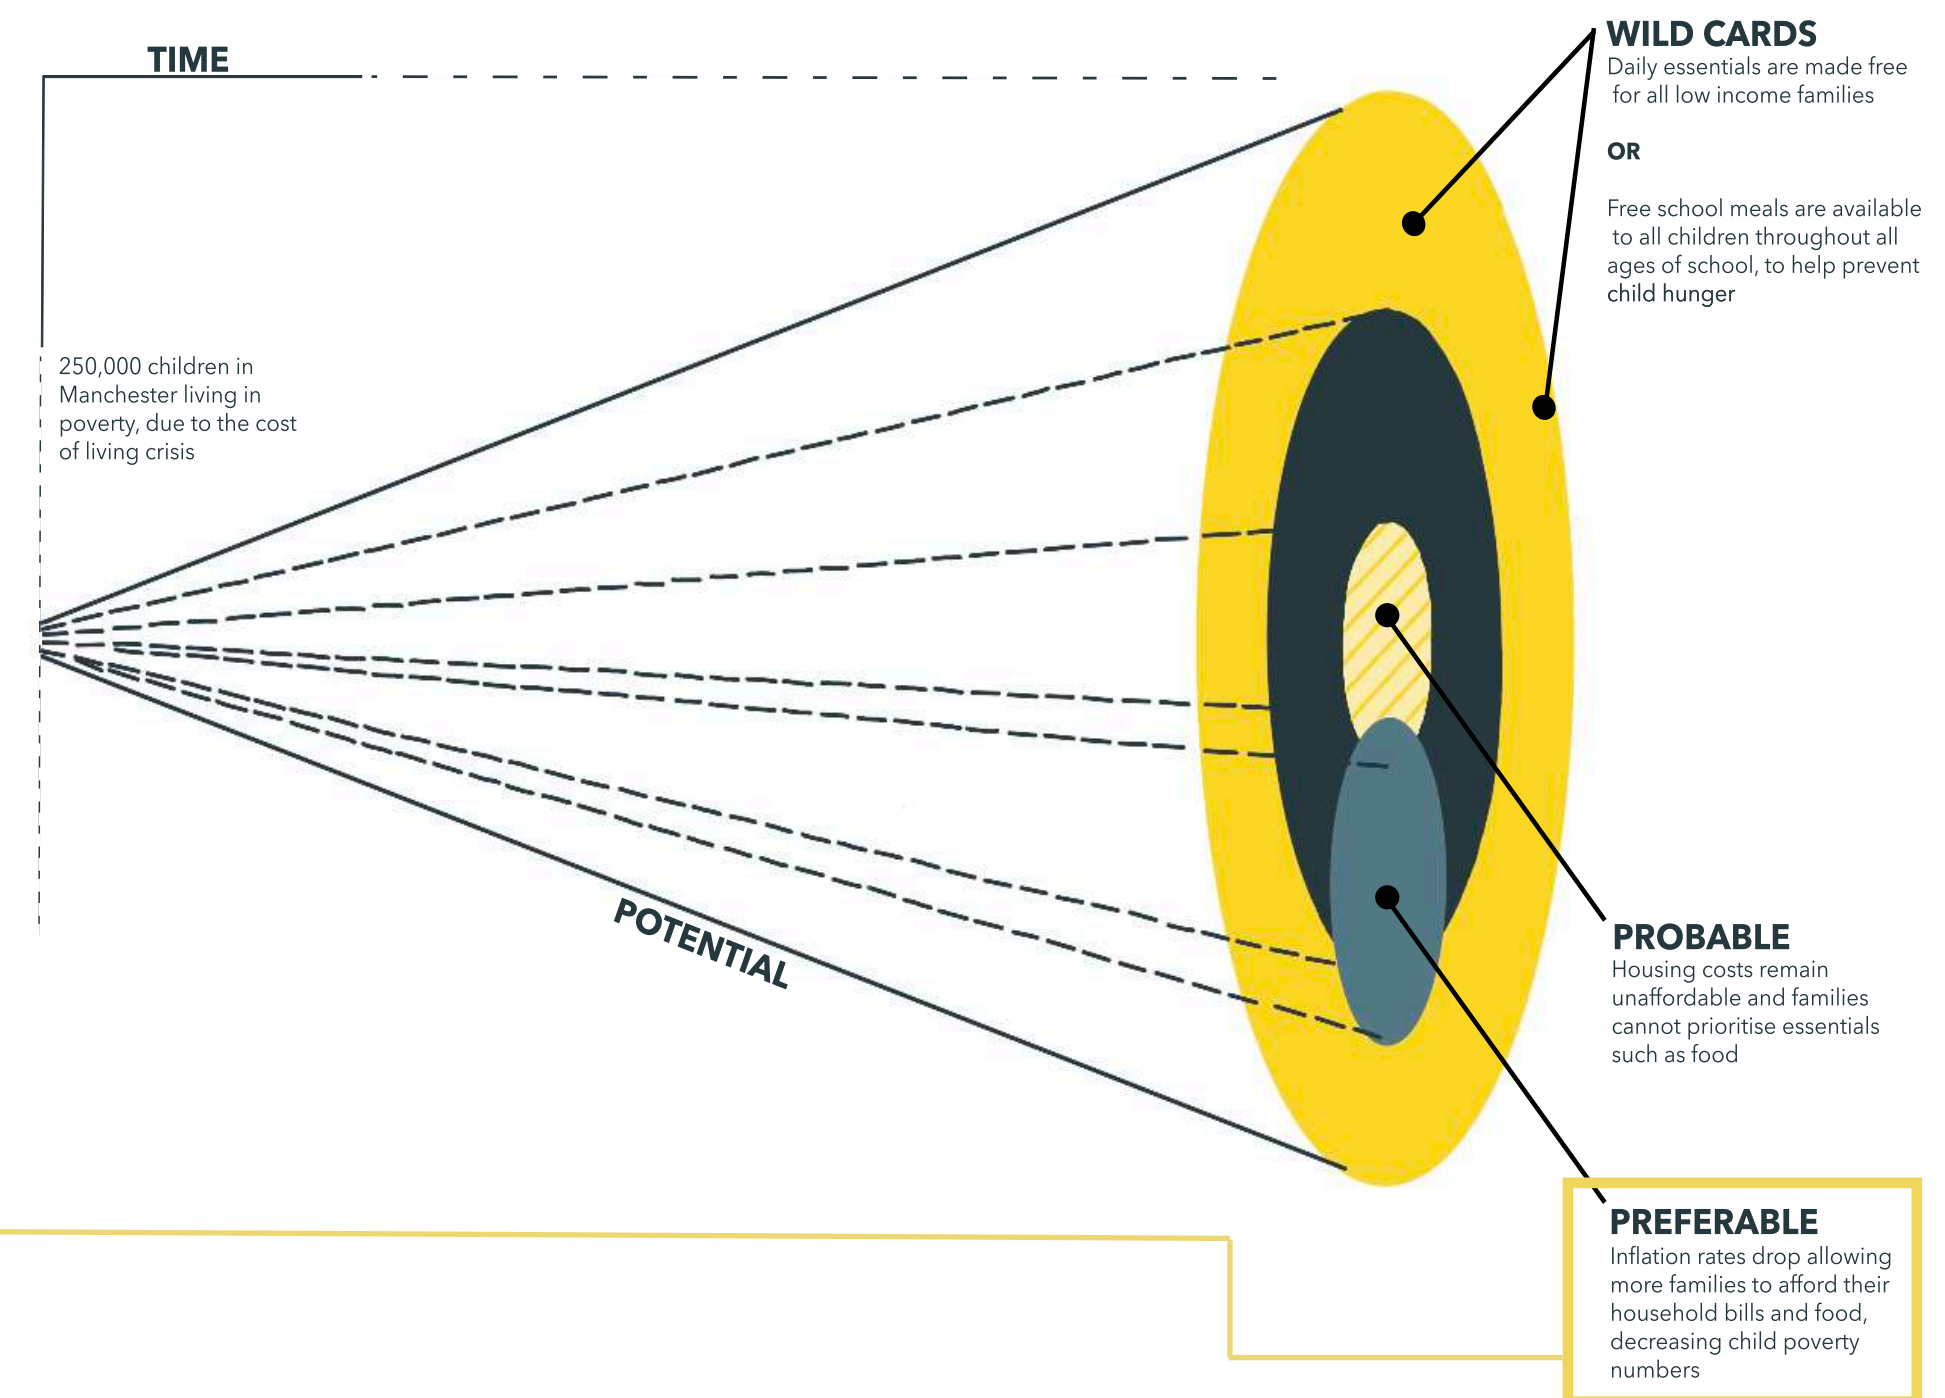 TIME
WILD CARDS
Daily essentials are made free
for all low income families
OR
Free school meals are available
to all children throughout all
ages of school, to help prevent
child hunger
250,000 children in
Manchester living in
poverty, due to the cost
of living crisis
POTENTIAL
PROBABLE
Housing costs remain
unaffordable and families
cannot prioritise essentials
such as food
PREFERABLE
Inflation rates drop allowing
more families to afford their
household bills and food,
decreasing child poverty
numbers